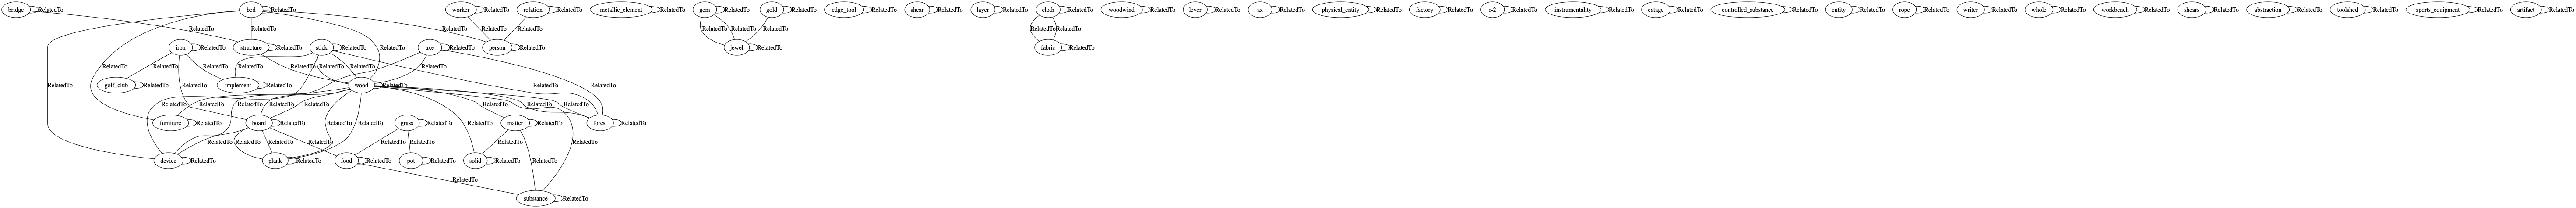 bridge RelatedTo bed RelatedTo worker RelatedTo relation RelatedTo metallic_element RelatedTo gem RelatedTo gold RelatedTo edge_tool RelatedTo shear RelatedTo layer RelatedTo cloth RelatedTo woodwind RelatedTo lever RelatedTo ax RelatedTo physical_entity RelatedTo factory RelatedTo r-2 RelatedTo instrumentality RelatedTo eatage RelatedTo controlled_substance RelatedTo entity RelatedTo rope RelatedTo writer RelatedTo whole RelatedTo workbench RelatedTo shears RelatedTo abstraction RelatedTo toolshed RelatedTo sports_equipment RelatedTo artifact RelatedTo
RelatedTo RelatedTo RelatedTo RelatedTo RelatedTo RelatedTo RelatedTo RelatedTo RelatedTo
iron RelatedTo structure RelatedTo stick RelatedTo RelatedTo axe RelatedTo person RelatedTo jewel RelatedTo fabric RelatedTo
RelatedTo RelatedTo RelatedTo RelatedTo RelatedTo
RelatedTo golf_club RelatedTo RelatedTo implement RelatedTo wood RelatedTo RelatedTo RelatedTo
RelatedTo RelatedTo RelatedTo RelatedTo RelatedTo RelatedTo RelatedTo RelatedTo
furniture RelatedTo board RelatedTo RelatedTo RelatedTo grass RelatedTo RelatedTo matter RelatedTo forest RelatedTo
RelatedTo RelatedTo RelatedTo RelatedTo RelatedTo
device RelatedTo plank RelatedTo food RelatedTo pot RelatedTo solid RelatedTo RelatedTo
RelatedTo
substance RelatedTo